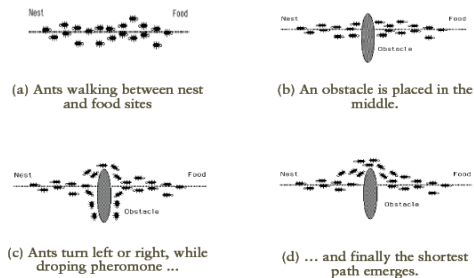 Nest Food
(a) Ants walking between nest
and food sites
Nest Food
Obstacle
(b) An obstacle is placed in the
middle.
Nest Food
Obstacle
(c) Ants turn left or right, while
droping pheromone ...
Nest Food
Obstacle
(d) ... and finally the shortest
path emerges.